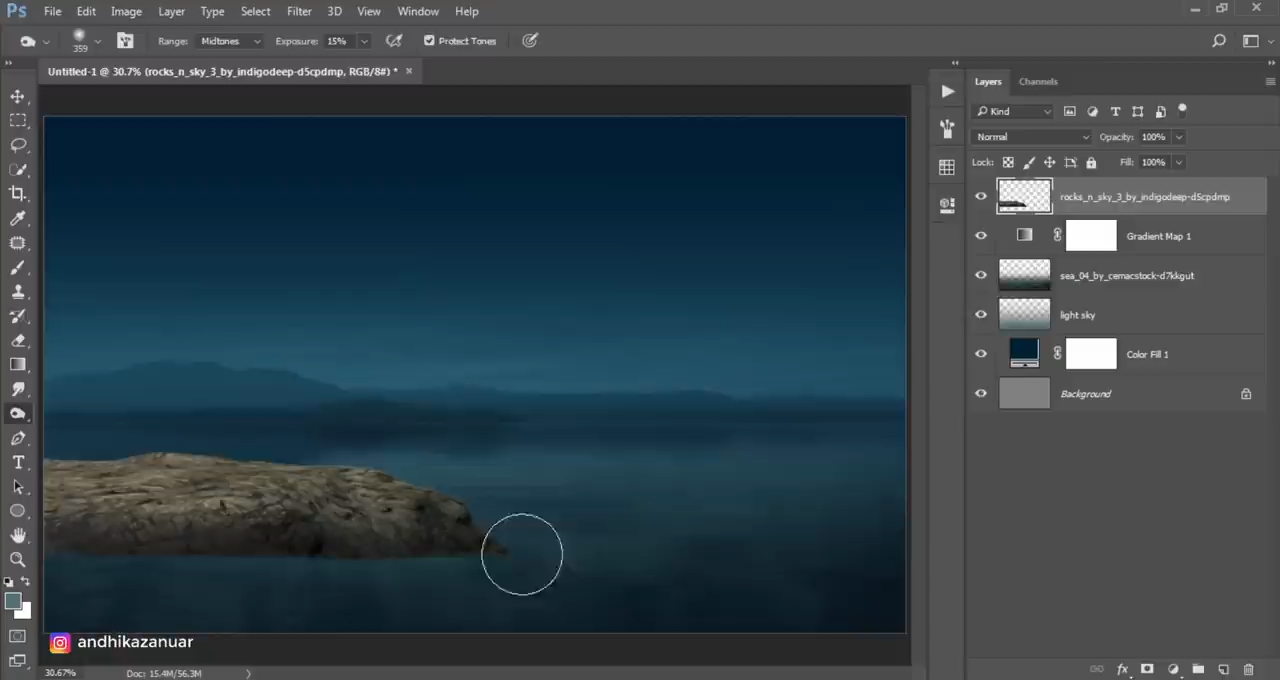 Ps File Edit Image Layer Type Select Filter 3D View Window Help
359 Range: Midtones Exposure: 15% Protect Tones
Untitled-1 @ 30.7% (rocks_n_sky_3_by_indigodeep-d5cpdmp, RGB/8#) *
Layers Channels
Kind
Normal Opacity: 100%
Lock: Fill: 100%
rocks_n_sky_3_by_indigodeep-d5cpdmp
Gradient Map 1
sea_04_by_cemacstock-d7kkgut
light sky
Color Fill 1
Background
andhikazanuar
30.67% Doc: 15.4M/56.3M